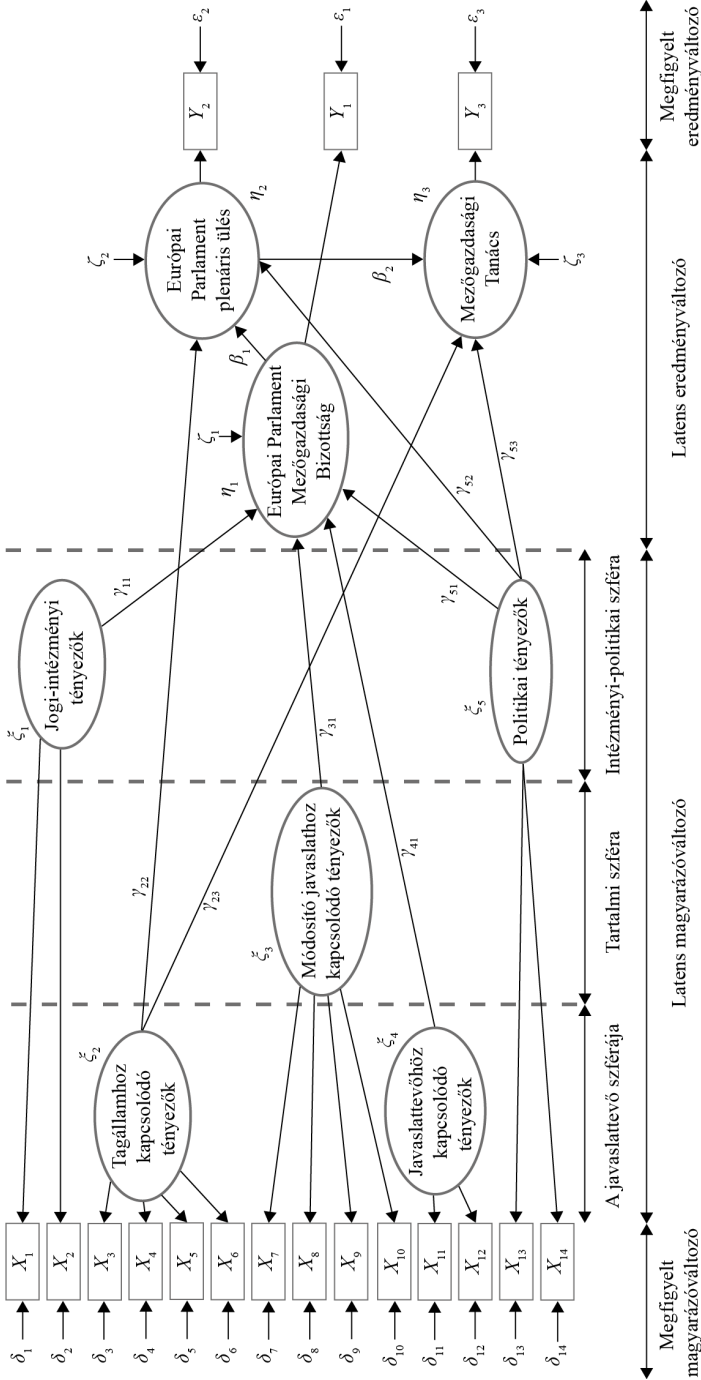 δ1
δ2
δ3
δ4
δ5
δ6
δ7
δ8
δ9
δ10
δ11
δ12
δ13
δ14
X1
X2
X3
X4
X5
X6
X7
X8
X9
X10
X11
X12
X13
X14
ξ1
Jogi-intézményi
tényezők
ξ2
Tagállamhoz
kapcsolódó
tényezők
ξ3
Módosító javaslathoz
kapcsolódó tényezők
ξ4
Javaslattevőhöz
kapcsolódó
tényezők
ξ5
Politikai tényezők
γ11
γ22
γ23
γ31
γ41
γ51
γ52
γ53
ζ1
η1
Európai Parlament
Mezőgazdasági
Bizottság
β1
ζ2
Európai
Parlament
plenáris ülés
η2
β2
η3
Mezőgazdasági
Tanács
ζ3
Y2
Y1
Y3
ε2
ε1
ε3
A javaslattevő szférája
Tartalmi szféra
Intézményi-politikai szféra
Megfigyelt
magyarázóváltozó
Latens magyarázóváltozó
Latens eredményváltozó
Megfigyelt
eredményváltozó